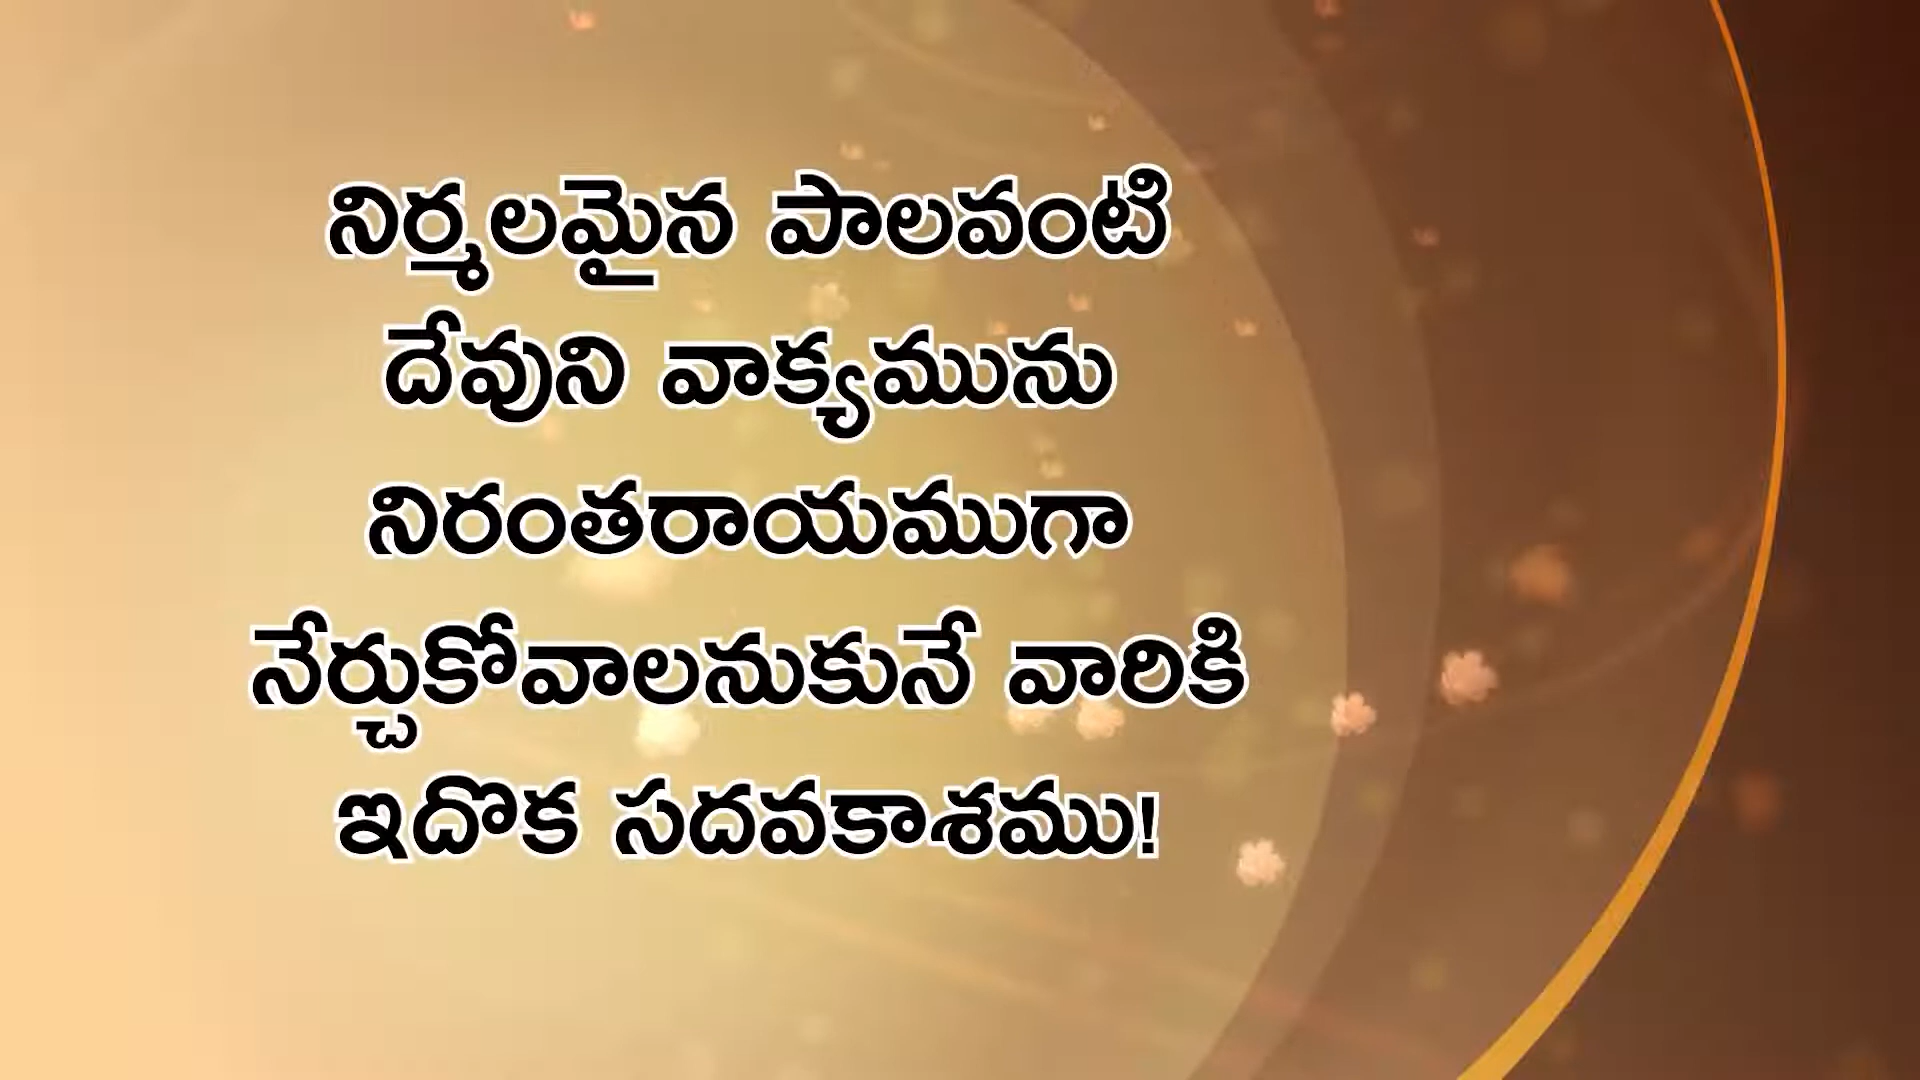 నిర్మలమైన పాలవంటి
దేవుని వాక్యమును
నిరంతరాయముగా
నేర్చుకోవాలనుకునే వారికి
ఇదొక సదవకాశము!